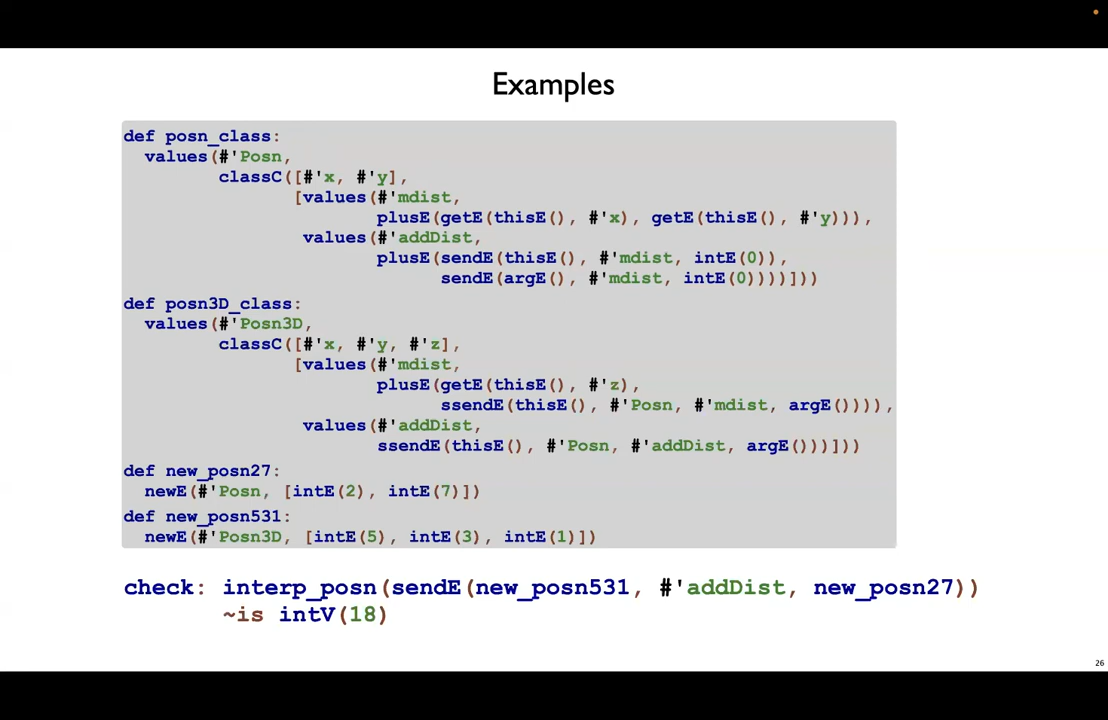 Examples
def posn_class:
values(#'Posn,
classC([#'x, #'y],
[values(#'mdist,
plusE(getE(thisE(), #'x), getE(thisE(), #'y))),
values(#'addDist,
plusE(sendE(thisE(), #'mdist, intE(0)),
sendE(argE(), #'mdist, intE(0))))]))
def posn3D_class:
values(#'Posn3D,
classC([#'x, #'y, #'z],
[values(#'mdist,
plusE(getE(thisE(), #'z),
ssendE(thisE(), #'Posn, #'mdist, argE()))),
values(#'addDist,
ssendE(thisE(), #'Posn, #'addDist, argE()))]))
def new_posn27:
newE(#'Posn, [intE(2), intE(7)])
def new_posn531:
newE(#'Posn3D, [intE(5), intE(3), intE(1)])
check: interp_posn(sendE(new_posn531, #'addDist, new_posn27))
~is intV(18)
26